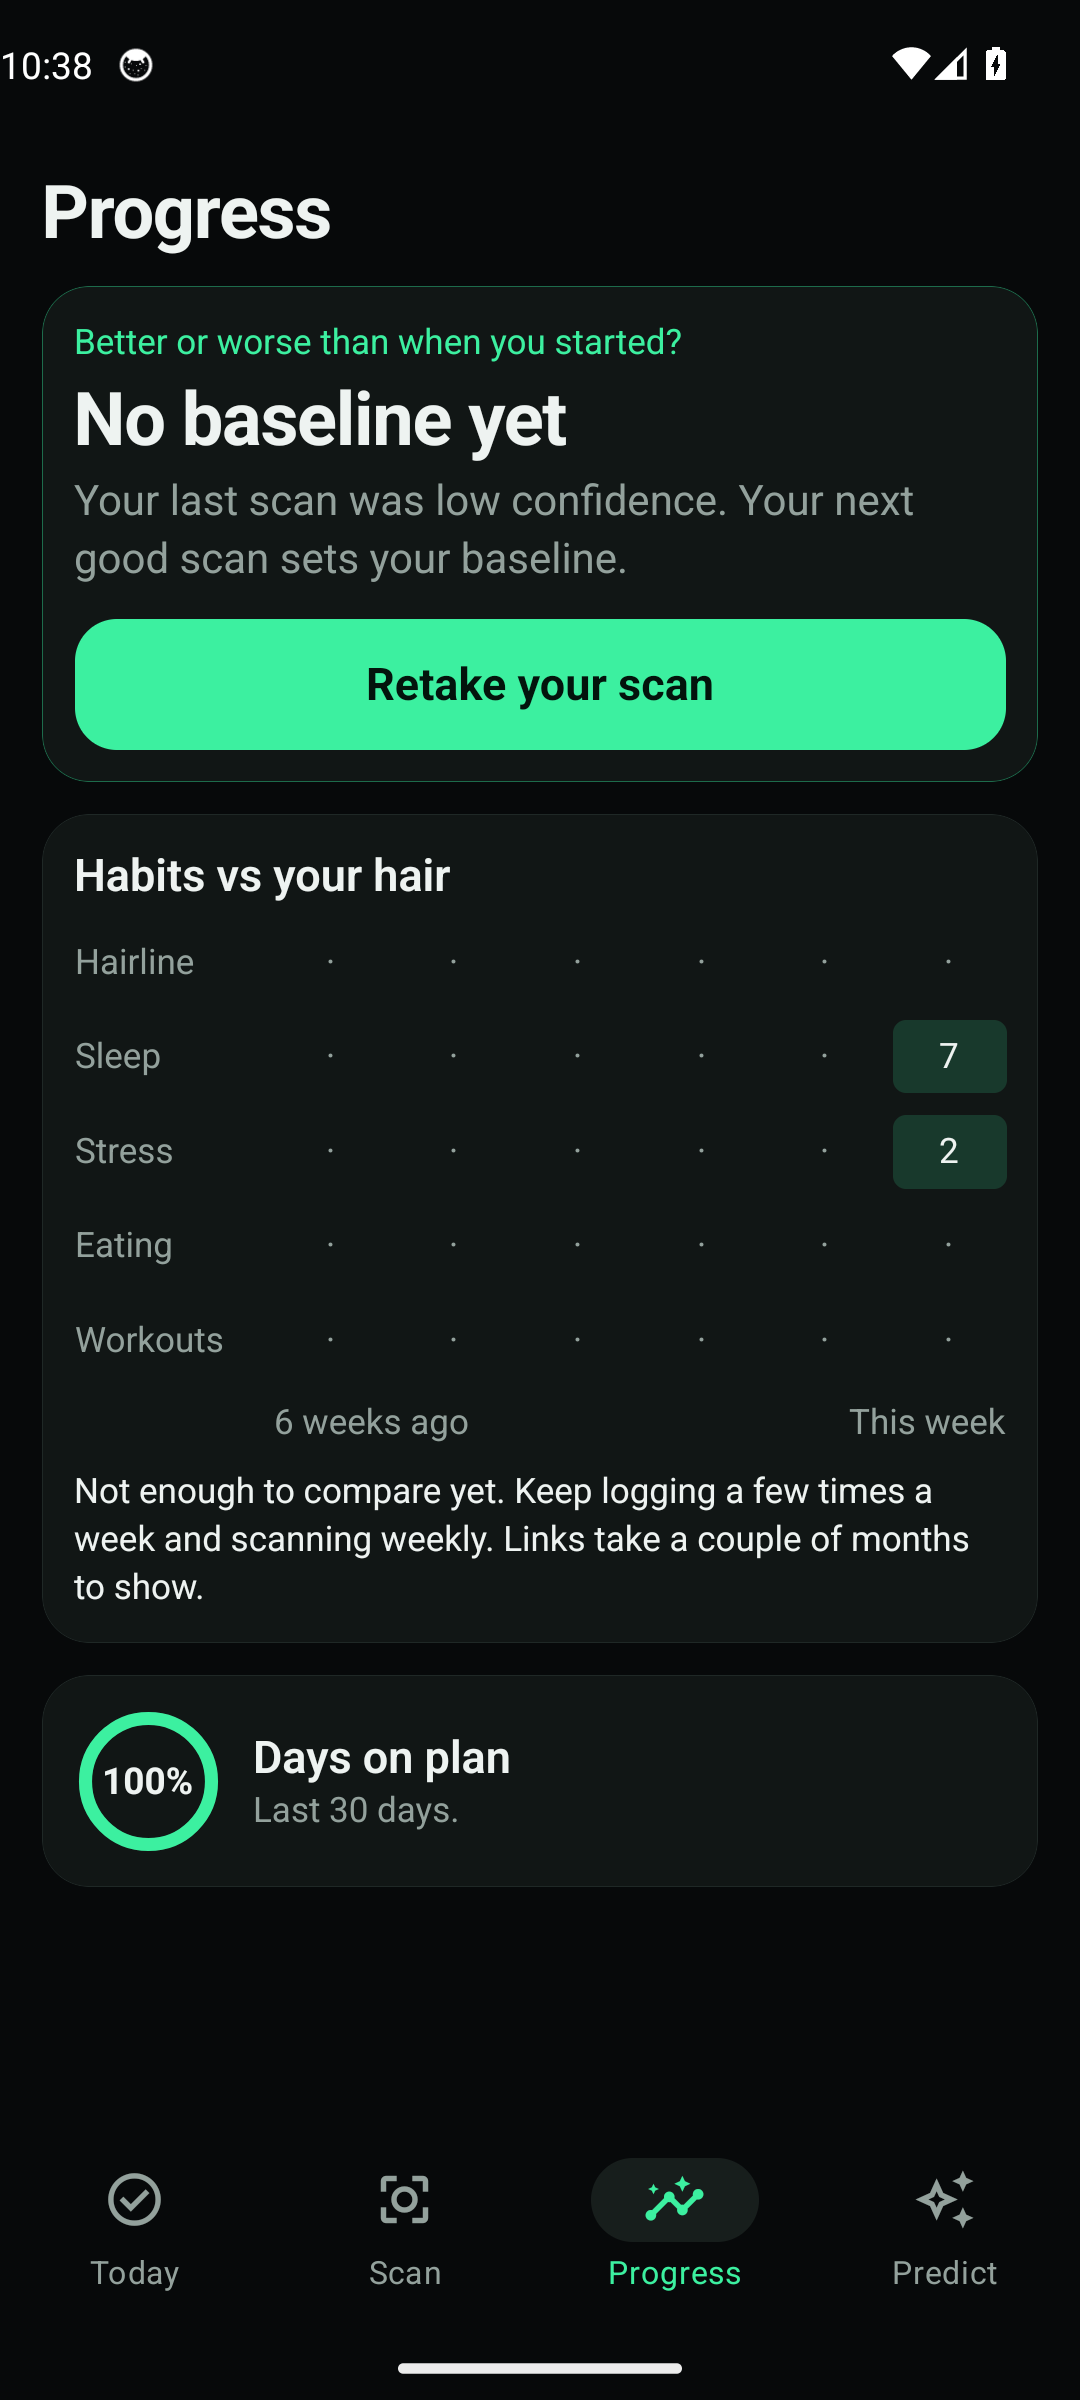 10:38
Progress
Better or worse than when you started?
No baseline yet
Your last scan was low confidence. Your next
good scan sets your baseline.
Retake your scan
Habits vs your hair
Hairline · · · · · ·
Sleep · · · · · 7
Stress · · · · · 2
Eating · · · · · ·
Workouts · · · · · ·
6 weeks ago This week
Not enough to compare yet. Keep logging a few times a
week and scanning weekly. Links take a couple of months
to show.
100%
Days on plan
Last 30 days.
Today Scan Progress Predict